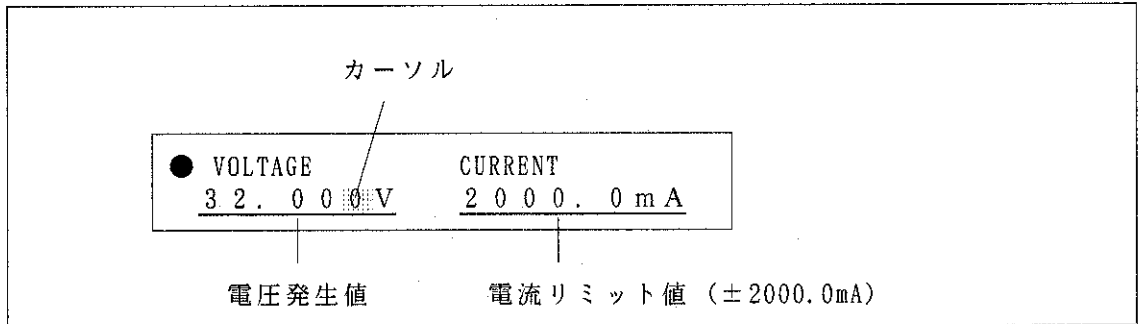 カーソル
● VOLTAGE CURRENT
32.000V 2000.0mA
電圧発生値 電流リミット値 (±2000.0mA)